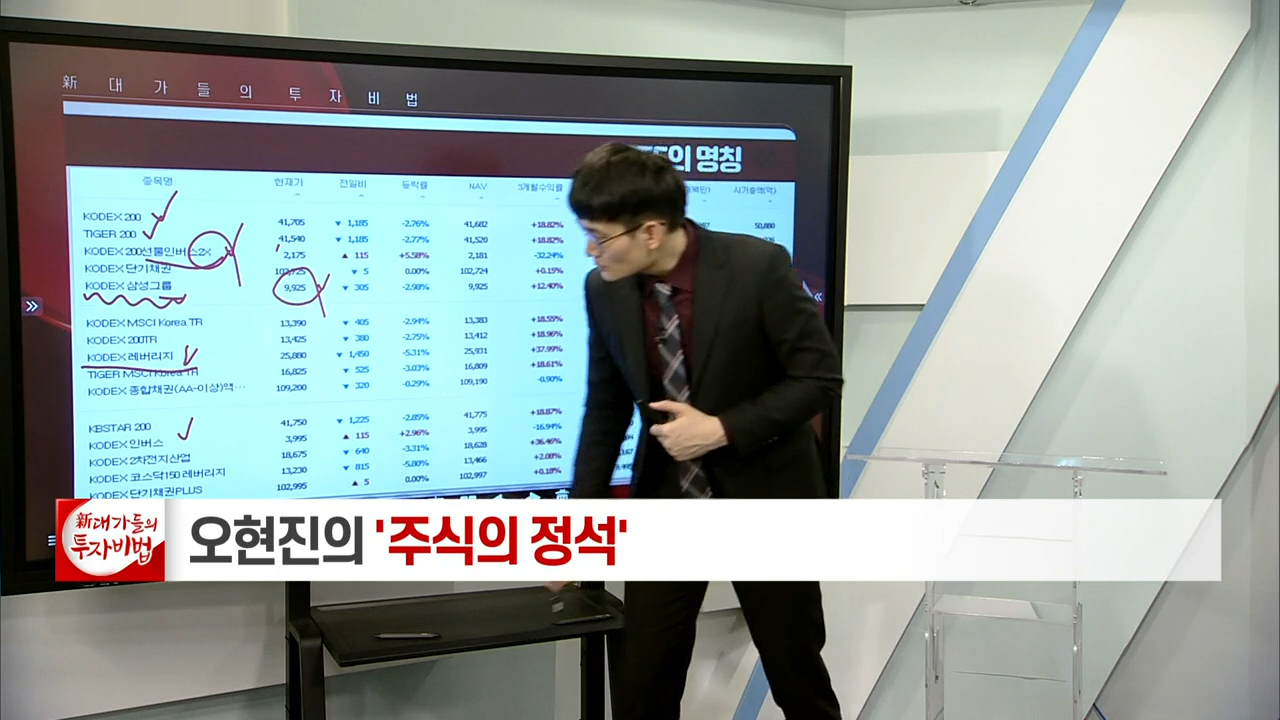 新 대 가 들 의 투 자 비 법
의 명칭
종목명 현재가 전일비 등락률 NAV 3개월수익률 시가총액(억)
KODEX 200 41,705 ▼ 1,185 -2.76% 41,682 +18.82% 50,880
TIGER 200 41,540 ▼ 1,185 -2.77% 41,520 +18.82%
KODEX 200선물인버스2X 2,175 ▲ 115 +5.58% 2,181 -32.24%
KODEX 단기채권 102,725 ▼ 5 0.00% 102,724 +0.15%
KODEX 삼성그룹 9,925 ▼ 305 -2.98% 9,925 +12.40%
KODEX MSCI Korea TR 13,390 ▼ 405 -2.94% 13,383 +18.55%
KODEX 200TR 13,425 ▼ 380 -2.75% 13,412 +18.96%
KODEX 레버리지 25,880 ▼ 1,450 -5.31% 25,931 +37.99%
TIGER MSCI Korea TR 16,825 ▼ 525 -3.03% 16,809 +18.61%
KODEX 종합채권(AA-이상)액… 109,200 ▼ 320 -0.29% 109,190 -0.90%
KBSTAR 200 41,750 ▼ 1,225 -2.85% 41,775 +18.87%
KODEX 인버스 3,995 ▲ 115 +2.96% 3,995 -16.94%
KODEX 2차전지산업 18,675 ▼ 640 -3.31% 18,628 +36.46%
KODEX 코스닥150 레버리지 13,230 ▼ 815 -5.80% 13,466 +2.08%
KODEX 단기채권PLUS 102,995 ▲ 5 0.00% 102,997 +0.18%
新대가들의
투자비법
오현진의 '주식의 정석'